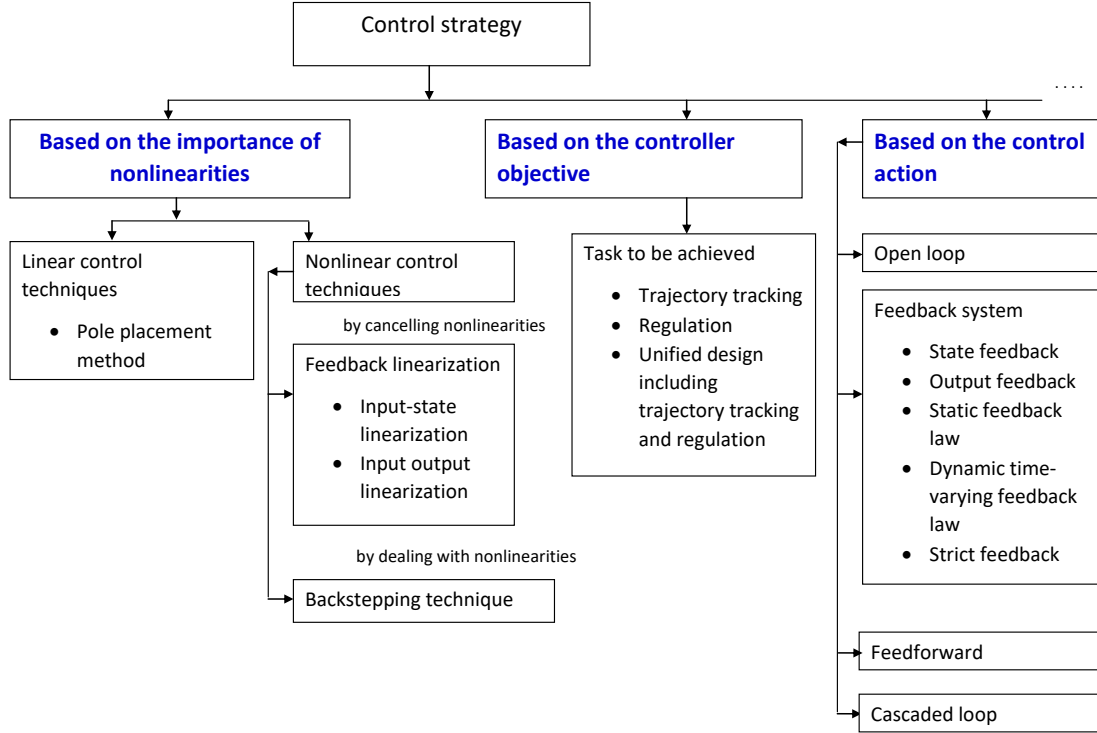 Control strategy
. . . .
Based on the importance of
nonlinearities
Based on the controller
objective
Based on the control
action
Linear control
techniques
• Pole placement
method
Nonlinear control
techniques
by cancelling nonlinearities
Feedback linearization
• Input-state
linearization
• Input output
linearization
by dealing with nonlinearities
Backstepping technique
Task to be achieved
• Trajectory tracking
• Regulation
• Unified design
including
trajectory tracking
and regulation
Open loop
Feedback system
• State feedback
• Output feedback
• Static feedback
law
• Dynamic time-
varying feedback
law
• Strict feedback
Feedforward
Cascaded loop